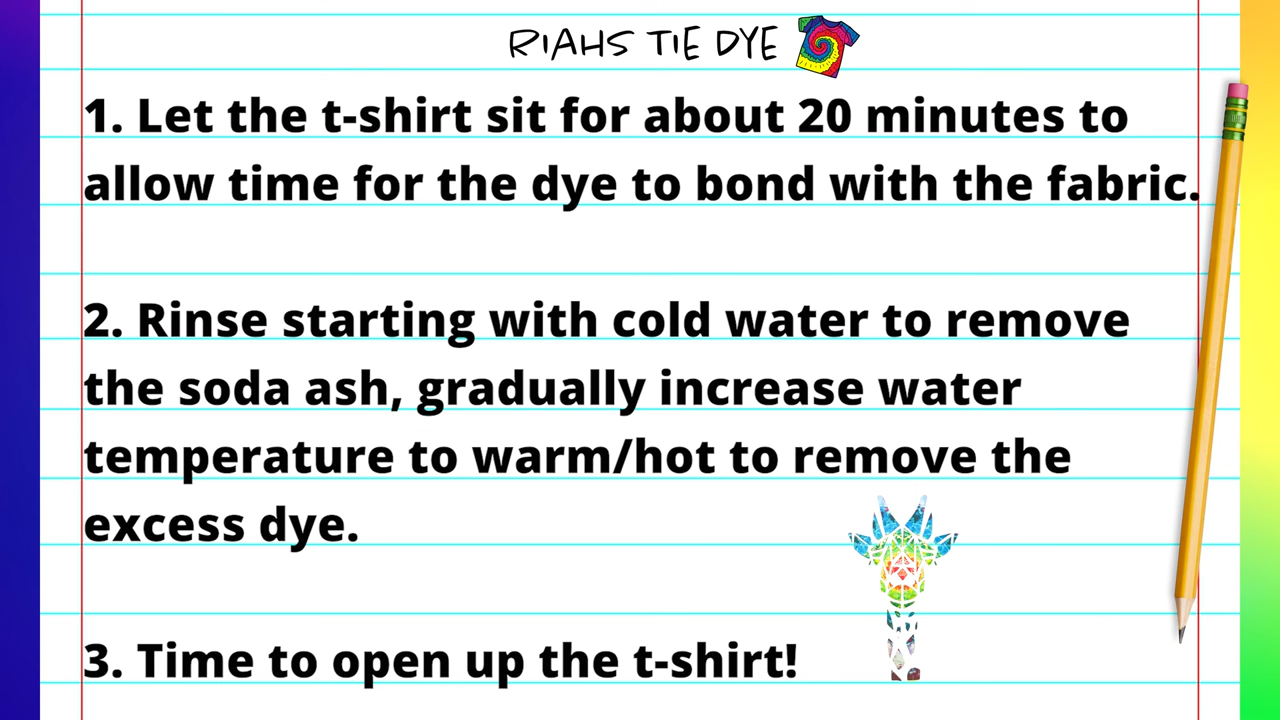 RIAHS TIE DYE
1. Let the t-shirt sit for about 20 minutes to
allow time for the dye to bond with the fabric.
2. Rinse starting with cold water to remove
the soda ash, gradually increase water
temperature to warm/hot to remove the
excess dye.
3. Time to open up the t-shirt!